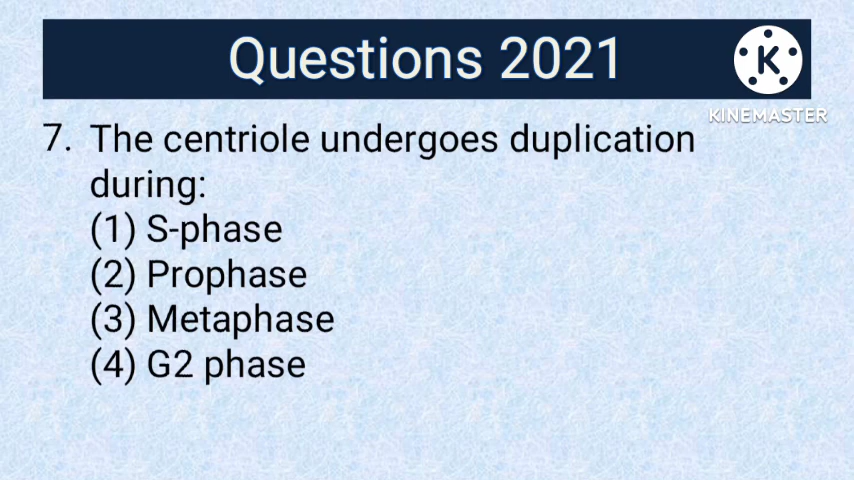 Questions 2021
K
KINEMASTER
7. The centriole undergoes duplication
during:
(1) S-phase
(2) Prophase
(3) Metaphase
(4) G2 phase